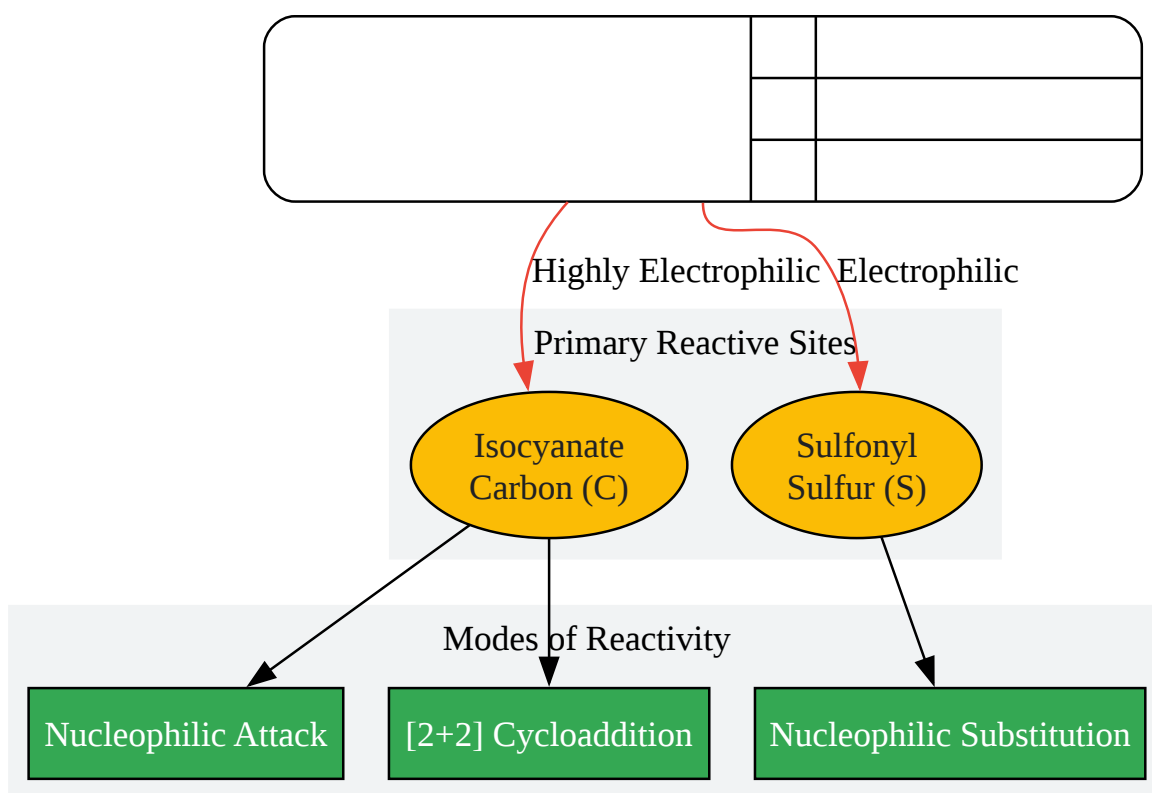 Highly Electrophilic
Electrophilic
Primary Reactive Sites
Isocyanate
Carbon (C)
Sulfonyl
Sulfur (S)
Modes of Reactivity
Nucleophilic Attack
[2+2] Cycloaddition
Nucleophilic Substitution